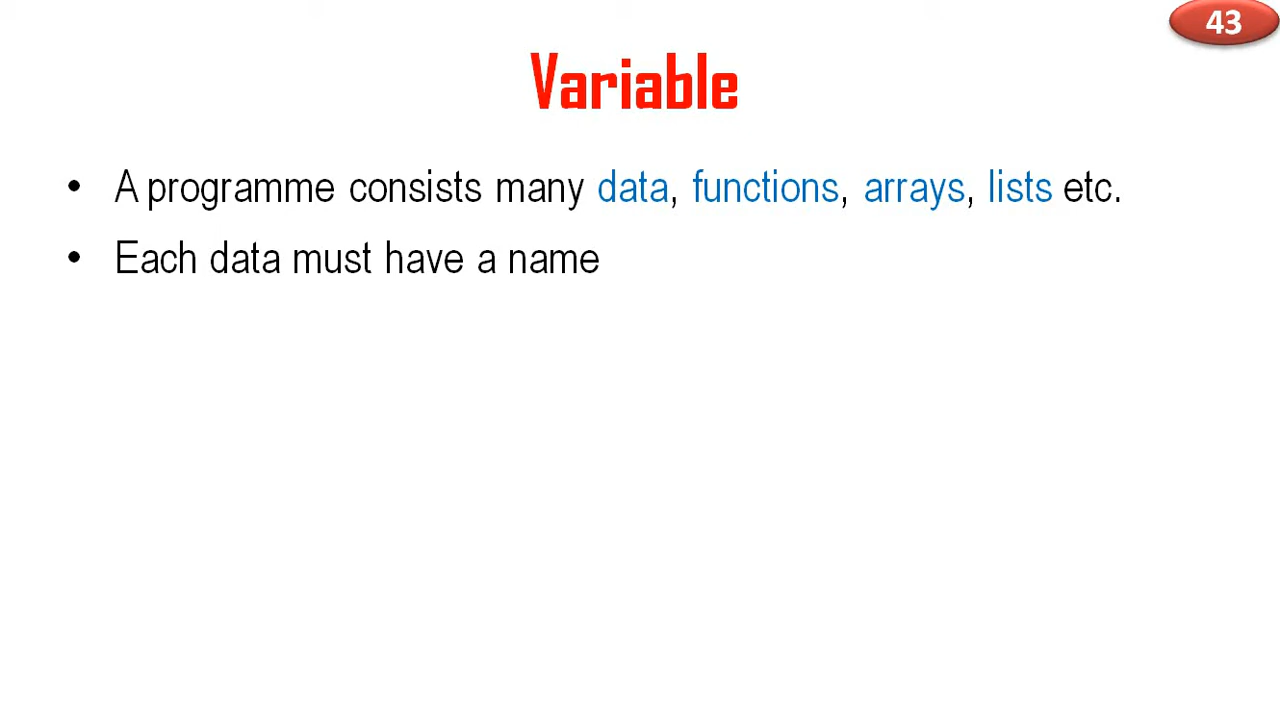 43
Variable
• A programme consists many data, functions, arrays, lists etc.
• Each data must have a name